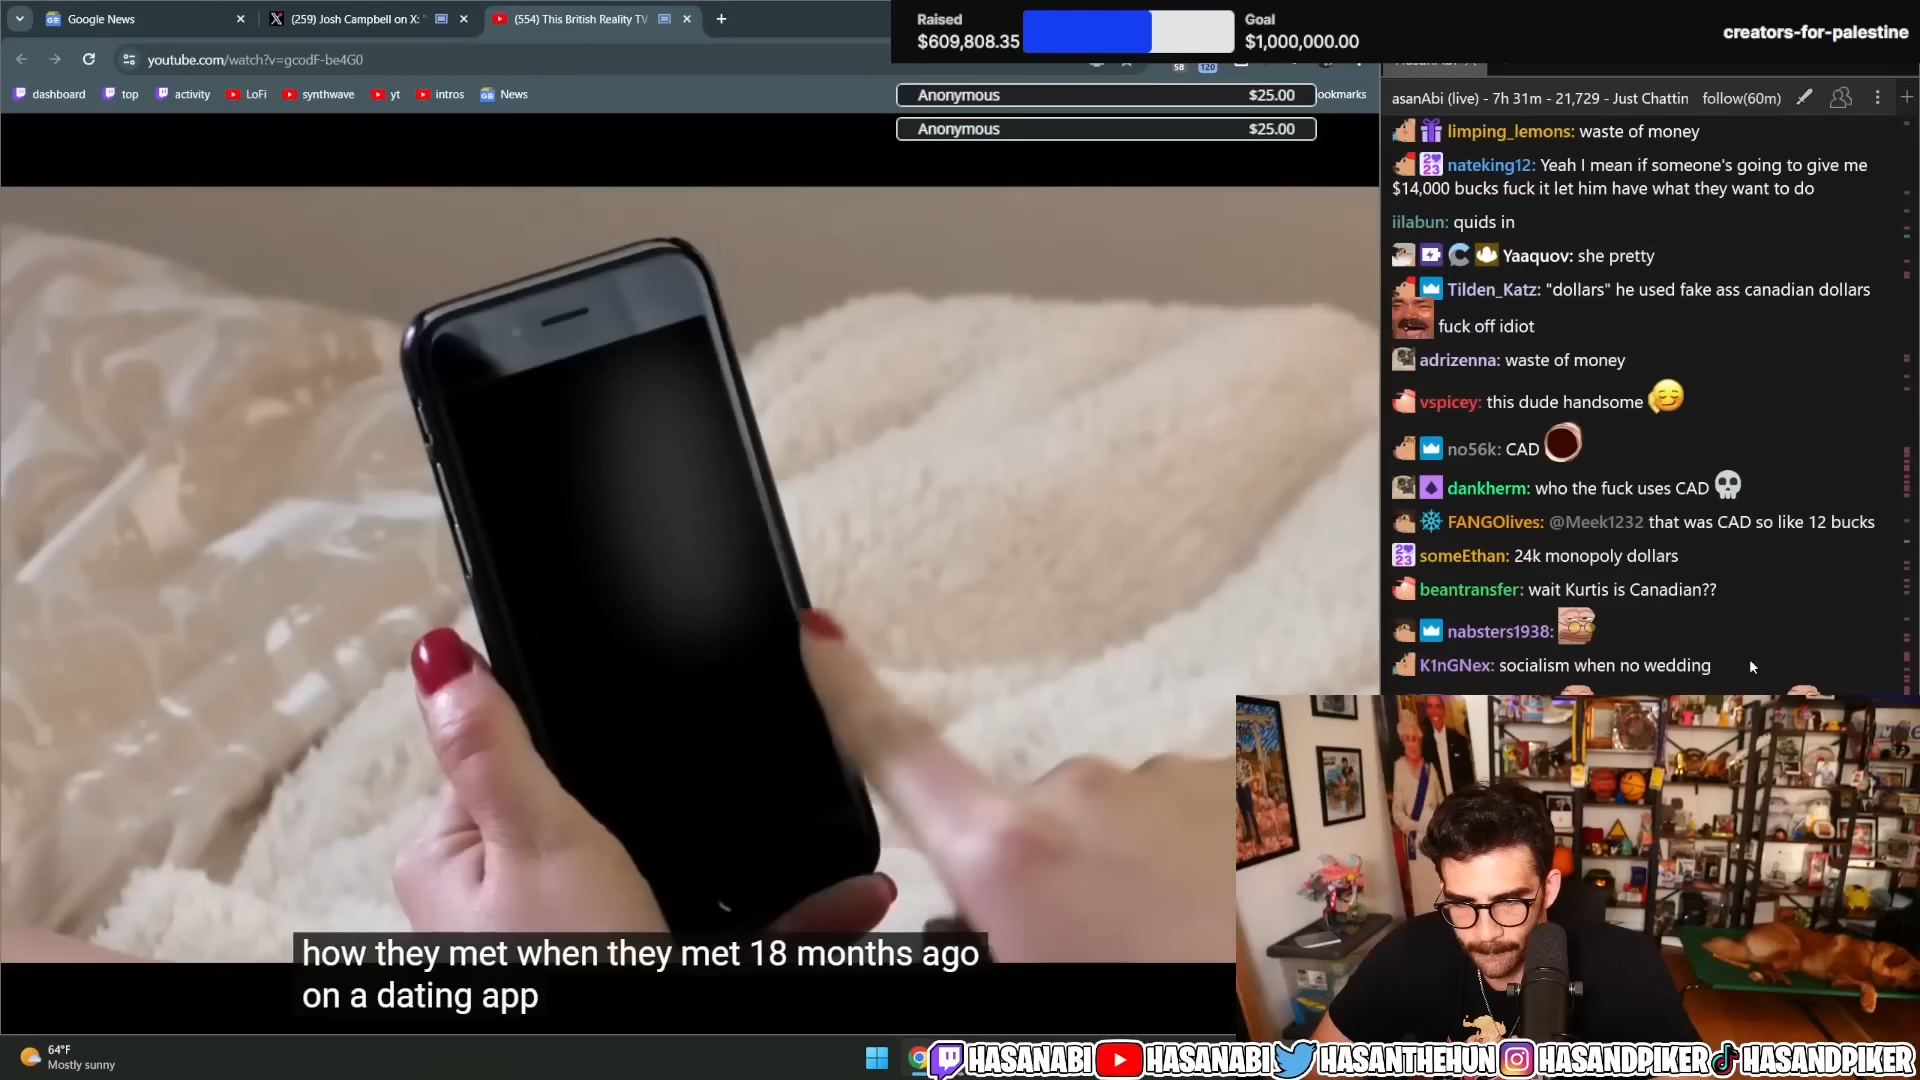 Google News
(259) Josh Campbell on X: "
(554) This British Reality TV
Raised
$609,808.35
Goal
$1,000,000.00
creators-for-palestine
youtube.com/watch?v=gcodF-be4G0
58
120
dashboard
top
activity
LoFi
synthwave
yt
intros
News
ookmarks
Anonymous $25.00
Anonymous $25.00
asanAbi (live) - 7h 31m - 21,729 - Just Chattin
follow(60m)
limping_lemons: waste of money
nateking12: Yeah I mean if someone's going to give me
$14,000 bucks fuck it let him have what they want to do
iilabun: quids in
Yaaquov: she pretty
Tilden_Katz: "dollars" he used fake ass canadian dollars
fuck off idiot
adrizenna: waste of money
vspicey: this dude handsome
no56k: CAD
dankherm: who the fuck uses CAD
FANGOlives: @Meek1232 that was CAD so like 12 bucks
someEthan: 24k monopoly dollars
beantransfer: wait Kurtis is Canadian??
nabsters1938:
K1nGNex: socialism when no wedding
how they met when they met 18 months ago
on a dating app
64°F
Mostly sunny
HASANABI
HASANABI
HASANTHEHUN
HASANDPIKER
HASANDPIKER